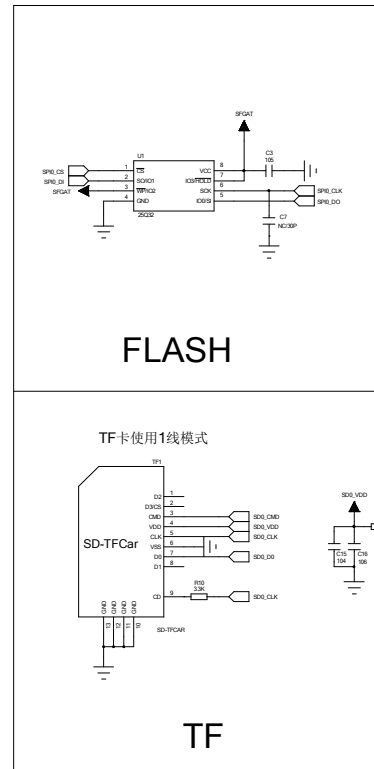 SFGAT
U1
C3
105
SPI0_CS
1
CS
VCC
8
SPI0_DI
2
SO/IO1
IO3/HOLD
7
SFGAT
3
WP/IO2
SCK
6
SPI0_CLK
4
GND
IO0/SI
5
SPI0_DO
25Q32
C7
NC/30P
FLASH
TF卡使用1线模式
TF1
D2
1
D3/CS
2
CMD
3
SD0_CMD
VDD
4
SD0_VDD
CLK
5
SD0_CLK
VSS
6
D0
7
SD0_D0
D1
8
SD-TFCar
R10
3.3K
CD
9
SD0_CLK
GND
GND
GND
GND
13
12
11
10
SD-TFCAR
SD0_VDD
C15
104
C16
106
TF